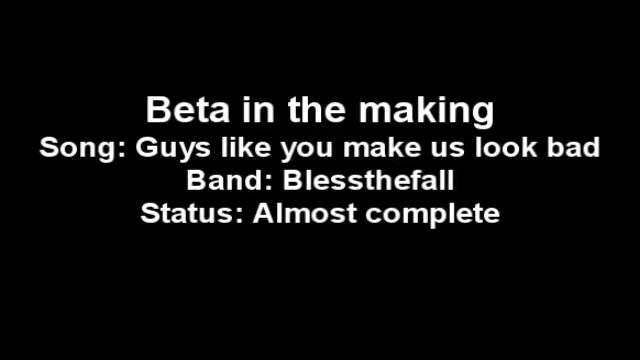 Beta in the making
Song: Guys like you make us look bad
Band: Blessthefall
Status: Almost complete